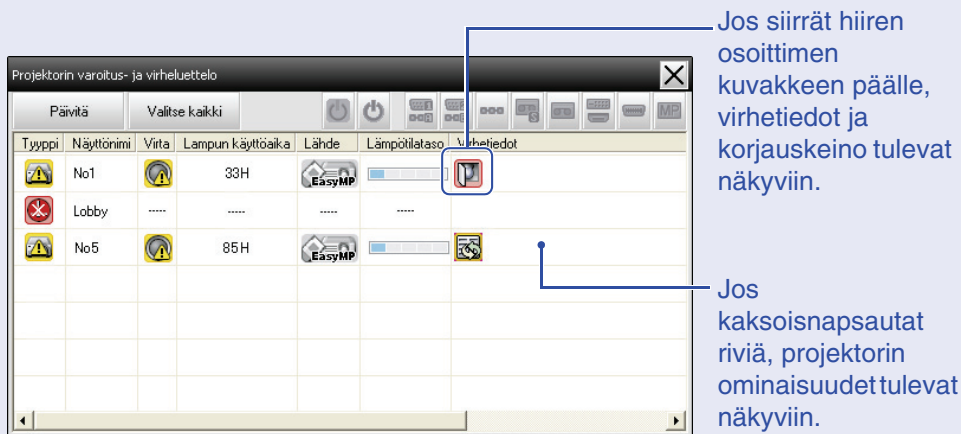 Jos siirrät hiiren
osoittimen
kuvakkeen päälle,
virhetiedot ja
korjauskeino tulevat
näkyviin.
Projektorin varoitus- ja virheluettelo
Päivitä Valitse kaikki MP
Tyyppi Näyttönimi Virta Lampun käyttöaika Lähde Lämpötilataso Virhetiedot
No1 33H EasyMP
Lobby ----- ----- ----- -----
No5 85H EasyMP
Jos
kaksoisnapsautat
riviä, projektorin
ominaisuudet tulevat
näkyviin.